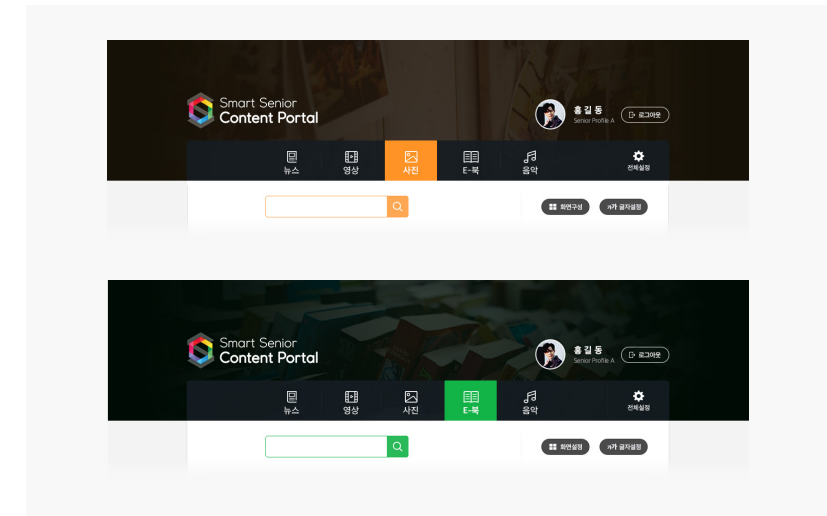 Smart Senior
Content Portal
홍 길 동
Senior Profile A
로그아웃
뉴스
영상
사진
E-북
음악
전체설정
화면구성
가가 글자설정
Smart Senior
Content Portal
홍 길 동
Senior Profile A
로그아웃
뉴스
영상
사진
E-북
음악
전체설정
화면설정
가가 글자설정